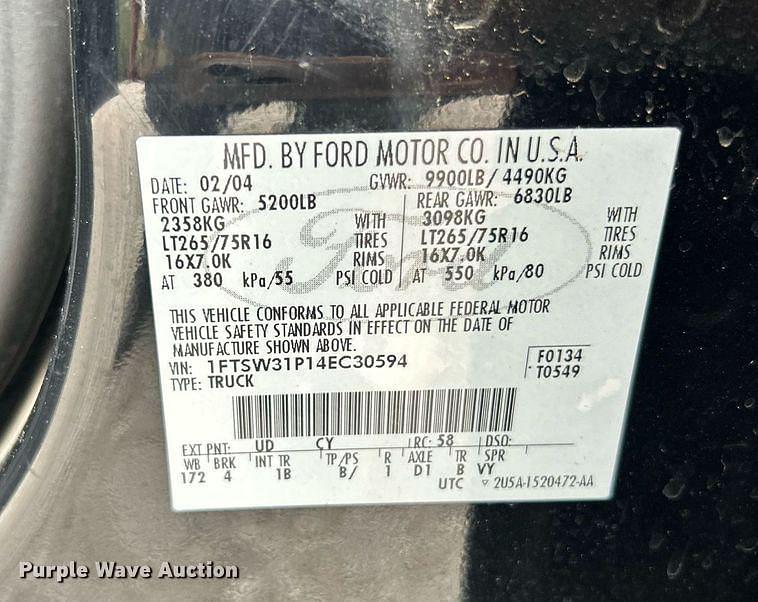 MFD. BY FORD MOTOR CO. IN U.S.A.
DATE: 02/04 GVWR: 9900LB/ 4490KG
FRONT GAWR: 5200LB REAR GAWR: 6830LB
2358KG WITH 3098KG WITH
LT265/75R16 TIRES LT265/75R16 TIRES
16X7.0K RIMS 16X7.0K RIMS
AT 380 kPa/55 PSI COLD AT 550 kPa/80 PSI COLD
Ford
THIS VEHICLE CONFORMS TO ALL APPLICABLE FEDERAL MOTOR
VEHICLE SAFETY STANDARDS IN EFFECT ON THE DATE OF
MANUFACTURE SHOWN ABOVE.
VIN: 1FTSW31P14EC30594 F0134
TYPE: TRUCK T0549
EXT PNT: UD CY RC: 58 DSO:
WB BRK INT TR TP/PS R AXLE TR SPR
172 4 1B B/ 1 D1 B VY
UTC ▽ 2U5A-1520472-AA
Purple Wave Auction